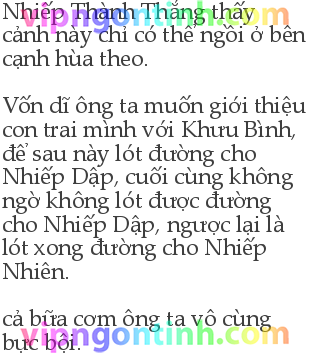 Nhiếp Thành Thắng thấy
cảnh này chỉ có thể ngồi ở bên
cạnh hùa theo.
Vốn dĩ ông ta muốn giới thiệu
con trai mình với Khưu Bình,
để sau này lót đường cho
Nhiếp Dập, cuối cùng không
ngờ không lót được đường
cho Nhiếp Dập, ngược lại là
lót xong đường cho Nhiếp
Nhiên.
cả bữa cơm ông ta vô cùng
bực bội.
vipngontinh.com
vipngontinh.com